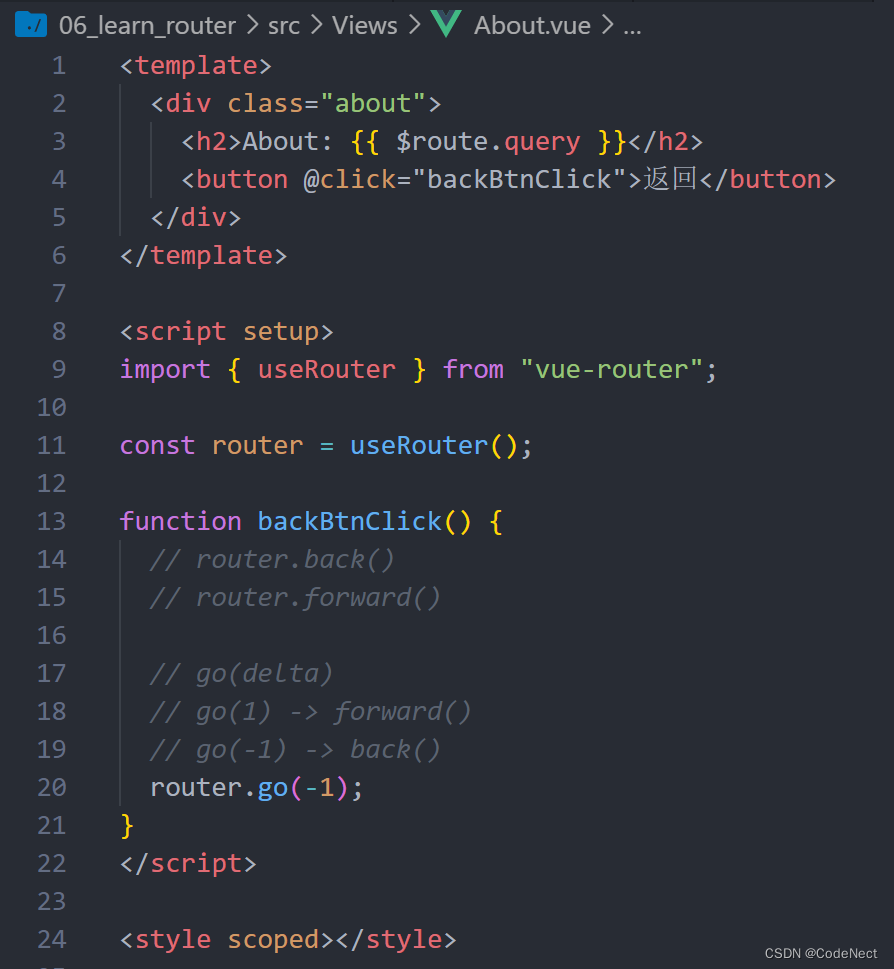 06_learn_router > src > Views > About.vue > ...
1 <template>
2 <div class="about">
3 <h2>About: {{ $route.query }}</h2>
4 <button @click="backBtnClick">返回</button>
5 </div>
6 </template>
7
8 <script setup>
9 import { useRouter } from "vue-router";
10
11 const router = useRouter();
12
13 function backBtnClick() {
14 // router.back()
15 // router.forward()
16
17 // go(delta)
18 // go(1) -> forward()
19 // go(-1) -> back()
20 router.go(-1);
21 }
22 </script>
23
24 <style scoped></style>
CSDN @CodeNect